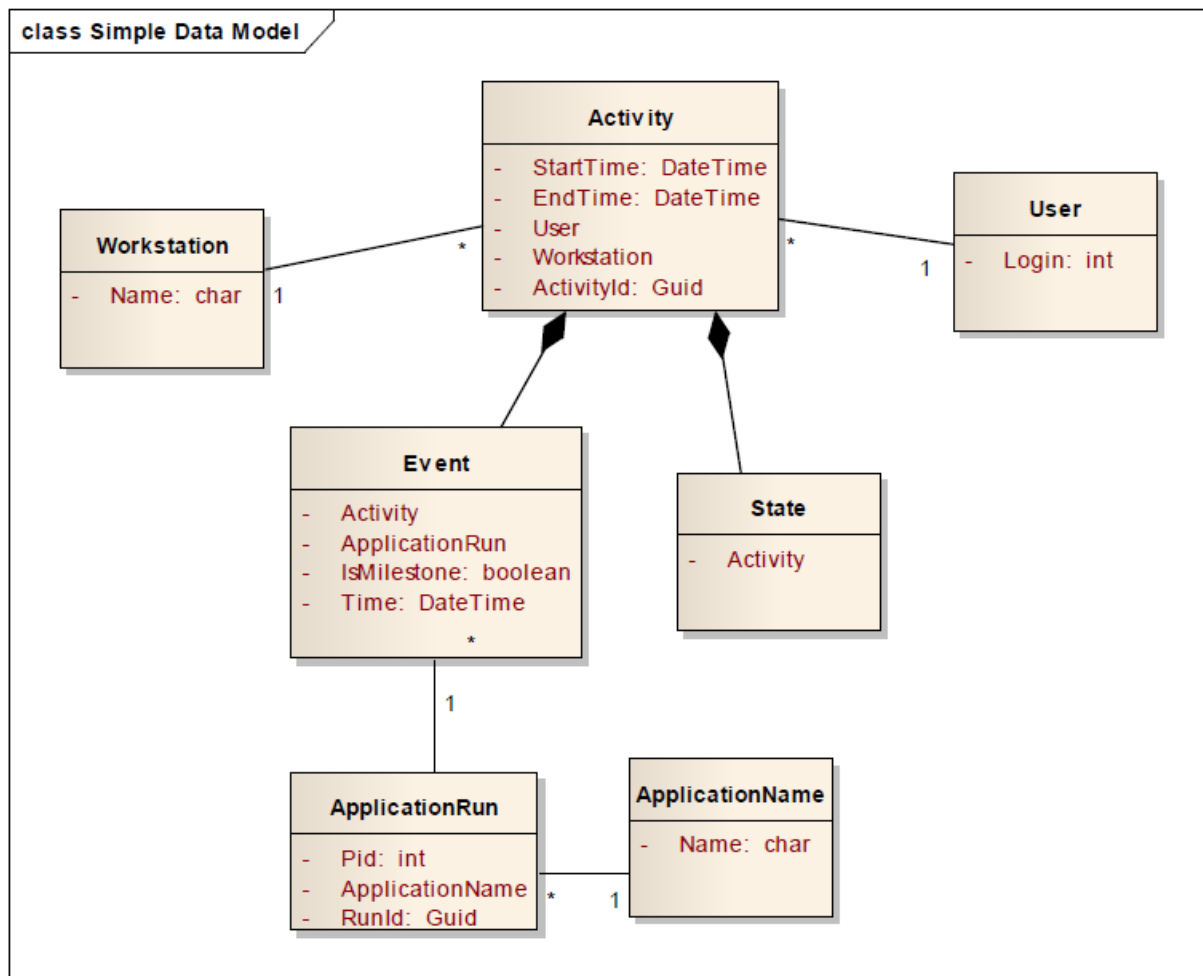 class Simple Data Model
Activity
- StartTime: DateTime
- EndTime: DateTime
- User
- Workstation
- ActivityId: Guid
Workstation
- Name: char
User
- Login: int
*
1
*
1
Event
- Activity
- ApplicationRun
- IsMilestone: boolean
- Time: DateTime
*
State
- Activity
1
ApplicationRun
- Pid: int
- ApplicationName
- RunId: Guid
ApplicationName
- Name: char
*
1